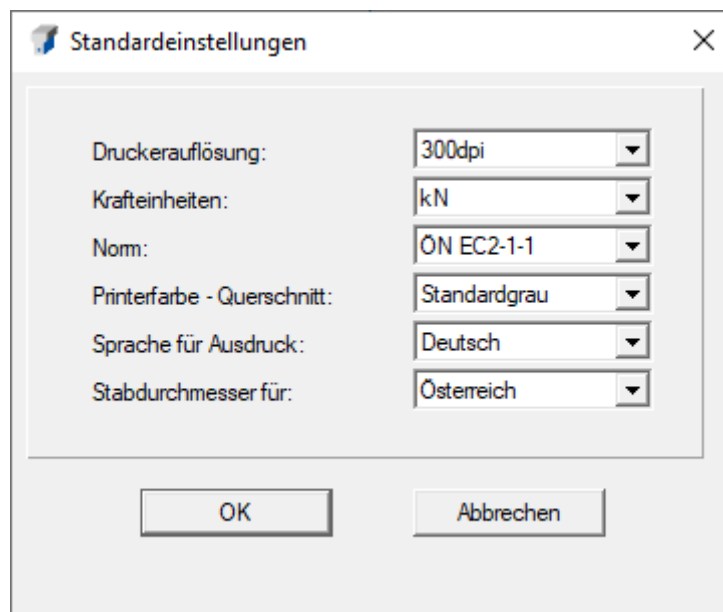 Standardeinstellungen
Druckerauflösung: 300dpi
Krafteinheiten: kN
Norm: ÖN EC2-1-1
Printerfarbe - Querschnitt: Standardgrau
Sprache für Ausdruck: Deutsch
Stabdurchmesser für: Österreich
OK Abbrechen